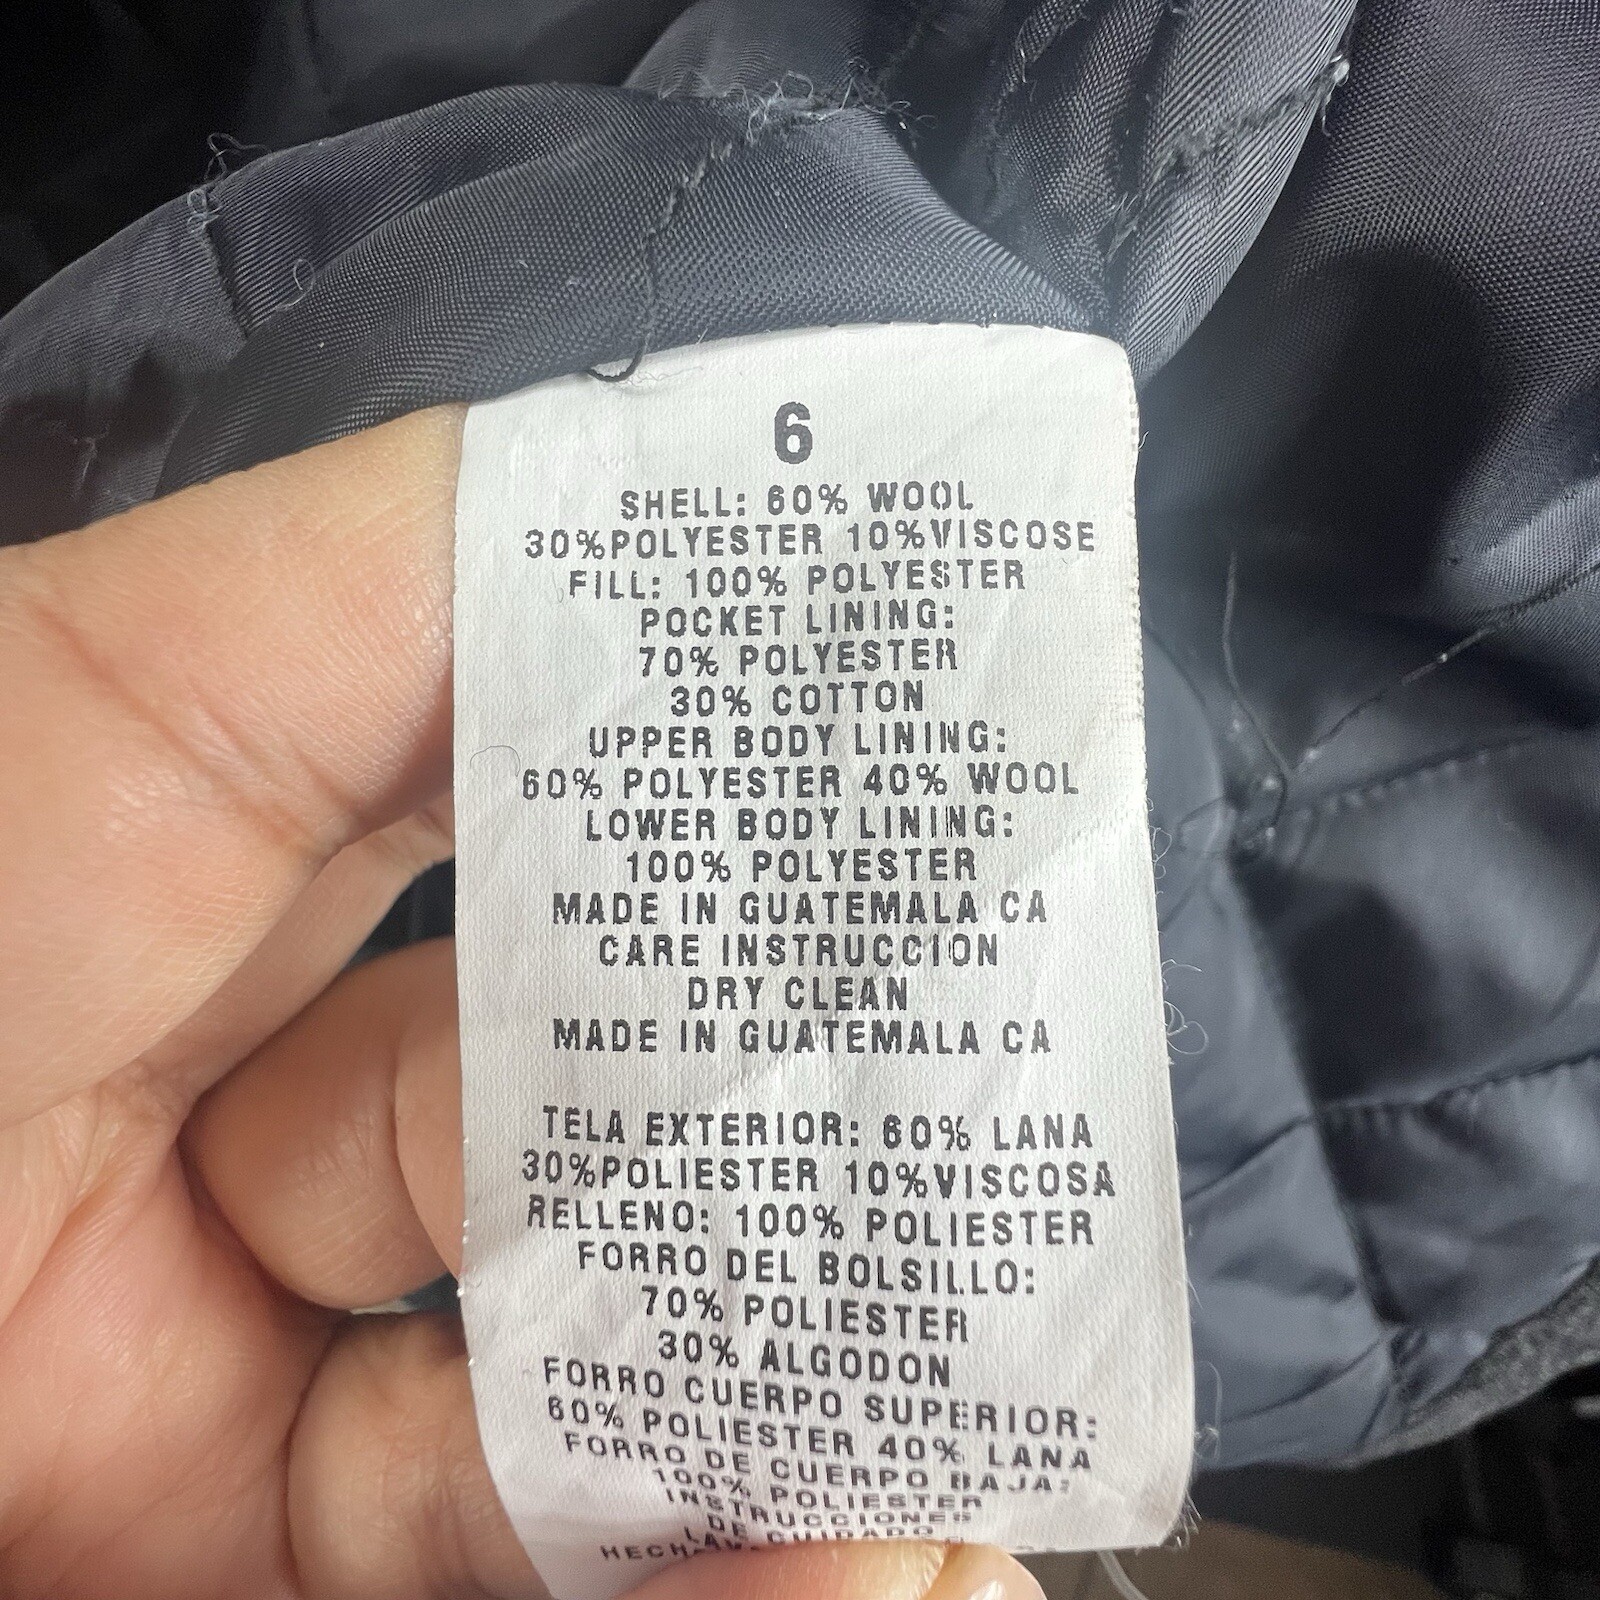 6
SHELL: 60% WOOL
30%POLYESTER 10%VISCOSE
FILL: 100% POLYESTER
POCKET LINING:
70% POLYESTER
30% COTTON
UPPER BODY LINING:
60% POLYESTER 40% WOOL
LOWER BODY LINING:
100% POLYESTER
MADE IN GUATEMALA CA
CARE INSTRUCCION
DRY CLEAN
MADE IN GUATEMALA CA
TELA EXTERIOR: 60% LANA
30%POLIESTER 10%VISCOSA
RELLENO: 100% POLIESTER
FORRO DEL BOLSILLO:
70% POLIESTER
30% ALGODON
FORRO CUERPO SUPERIOR:
60% POLIESTER 40% LANA
FORRO DE CUERPO BAJA:
100% POLIESTER
INSTRUCCIONES
DE CUIDADO